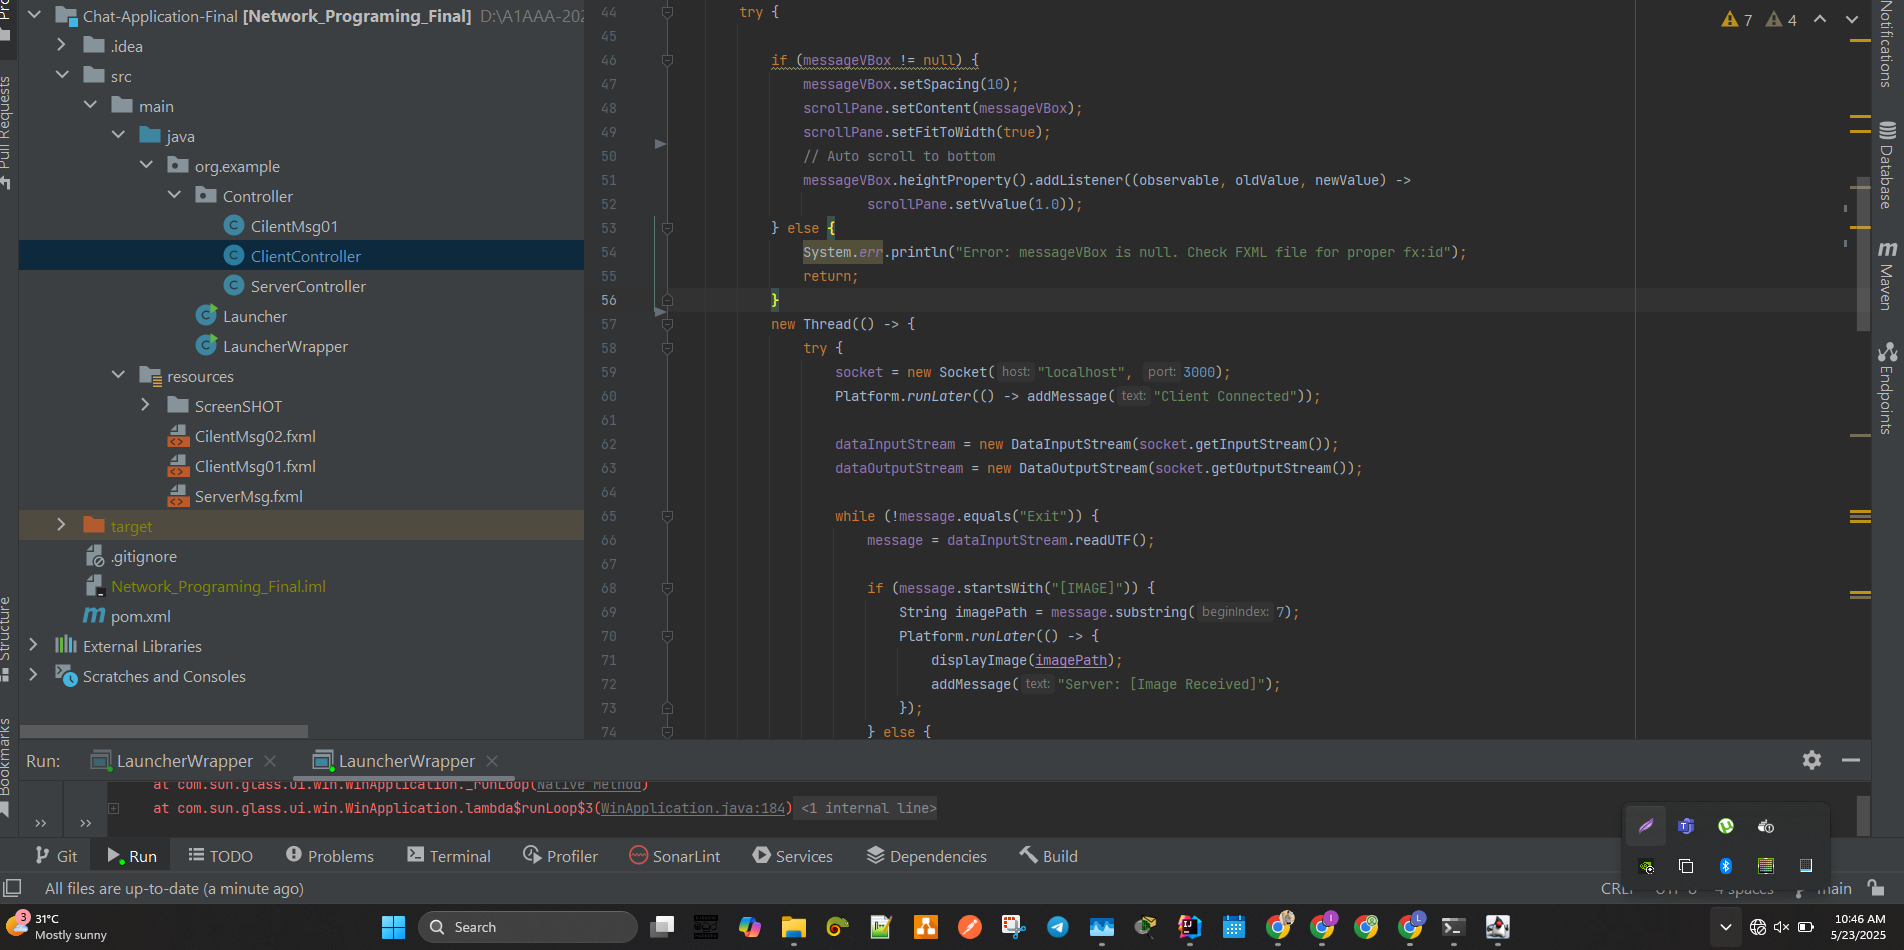 Chat-Application-Final [Network_Programing_Final] D:\A1AAA-202
.idea
src
main
java
org.example
Controller
CilentMsg01
ClientController
ServerController
Launcher
LauncherWrapper
resources
ScreenSHOT
CilentMsg02.fxml
ClientMsg01.fxml
ServerMsg.fxml
target
.gitignore
Network_Programing_Final.iml
pom.xml
External Libraries
Scratches and Consoles
Pull Requests
Structure
Bookmarks
44 try {
45
46 if (messageVBox != null) {
47 messageVBox.setSpacing(10);
48 scrollPane.setContent(messageVBox);
49 scrollPane.setFitToWidth(true);
50 // Auto scroll to bottom
51 messageVBox.heightProperty().addListener((observable, oldValue, newValue) ->
52 scrollPane.setVvalue(1.0));
53 } else {
54 System.err.println("Error: messageVBox is null. Check FXML file for proper fx:id");
55 return;
56 }
57 new Thread(() -> {
58 try {
59 socket = new Socket( host: "localhost", port: 3000);
60 Platform.runLater(() -> addMessage( text: "Client Connected"));
61
62 dataInputStream = new DataInputStream(socket.getInputStream());
63 dataOutputStream = new DataOutputStream(socket.getOutputStream());
64
65 while (!message.equals("Exit")) {
66 message = dataInputStream.readUTF();
67
68 if (message.startsWith("[IMAGE]")) {
69 String imagePath = message.substring( beginIndex: 7);
70 Platform.runLater(() -> {
71 displayImage(imagePath);
72 addMessage( text: "Server: [Image Received]");
73 });
74 } else {
7 4
Notifications
Database
m Maven
Endpoints
Run: LauncherWrapper LauncherWrapper
at com.sun.glass.ui.win.WinApplication._runLoop(Native Method)
at com.sun.glass.ui.win.WinApplication.lambda$runLoop$3(WinApplication.java:184) <1 internal line>
Git Run TODO Problems Terminal Profiler SonarLint Services Dependencies Build
All files are up-to-date (a minute ago)
4 spaces main
3 31°C
Mostly sunny
Search
10:46 AM
5/23/2025